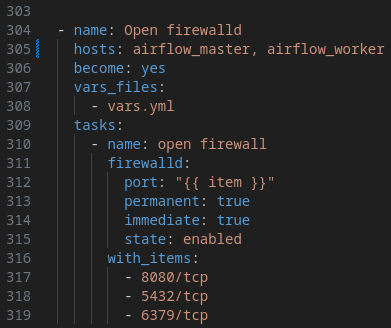 303
304 - name: Open firewalld
305 hosts: airflow_master, airflow_worker
306 become: yes
307 vars_files:
308 - vars.yml
309 tasks:
310 - name: open firewall
311 firewalld:
312 port: "{{ item }}"
313 permanent: true
314 immediate: true
315 state: enabled
316 with_items:
317 - 8080/tcp
318 - 5432/tcp
319 - 6379/tcp